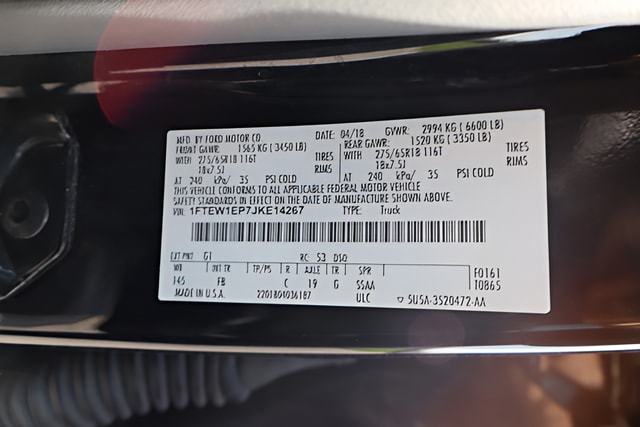 MFD. BY FORD MOTOR CO. DATE: 04/18 GVWR: 2994 KG ( 6600 LB)
FRONT GAWR: 1565 KG ( 3450 LB) REAR GAWR: 1520 KG ( 3350 LB)
WITH 275/65R18 116T TIRES WITH 275/65R18 116T TIRES
18x7.5J RIMS 18x7.5J RIMS
AT 240 kPa/ 35 PSI COLD AT 240 kPa/ 35 PSI COLD
THIS VEHICLE CONFORMS TO ALL APPLICABLE FEDERAL MOTOR VEHICLE
SAFETY STANDARDS IN EFFECT ON THE DATE OF MANUFACTURE SHOWN ABOVE.
VIN: 1FTEW1EP7JKE14267 TYPE: Truck
EXT PNT: G1 RC: 53 DSO:
WB INT TR TP/PS R AXLE TR SPR F0161
145 FB C 19 G SSAA T0865
MADE IN U.S.A. 2201804036187 ULC 5U5A-3520472-AA